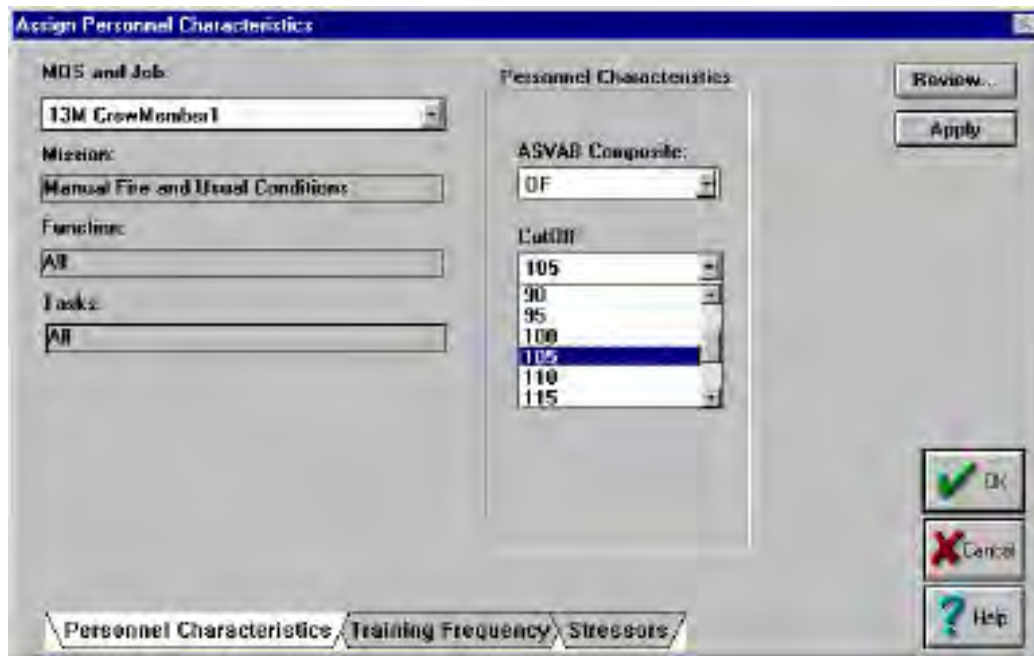 Assign Personnel Characteristics
MOS and Job:
13M CrewMember1
Mission:
Manual Fire and Usual Conditions
Function:
All
Tasks:
All
Personnel Characteristics
ASVAB Composite:
OF
CutOff
105
90
95
100
105
110
115
Review...
Apply
OK
Cancel
Help
Personnel Characteristics
Training Frequency
Stressors